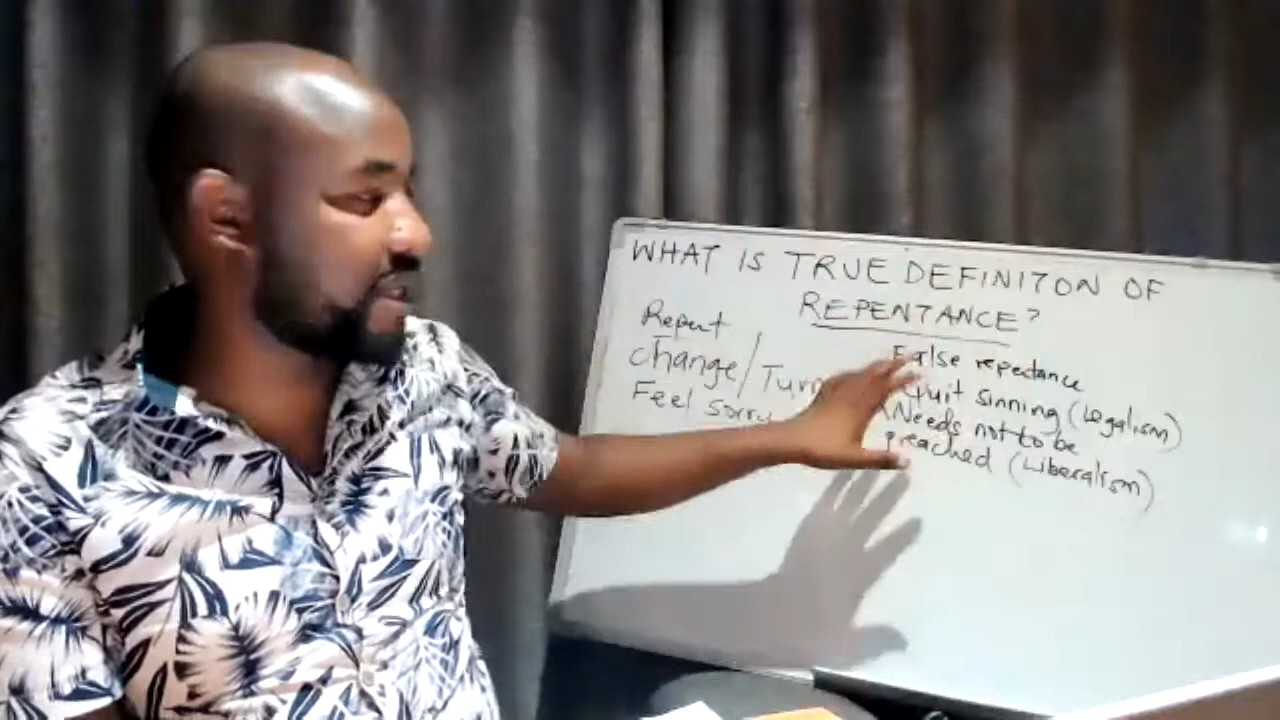 WHAT IS TRUE DEFINITON OF
REPENTANCE?
Repent
Change/Turn
Feel sorry
False repectance
Quit sinning (Legalism)
Needs not to be
preached (Liberalism)